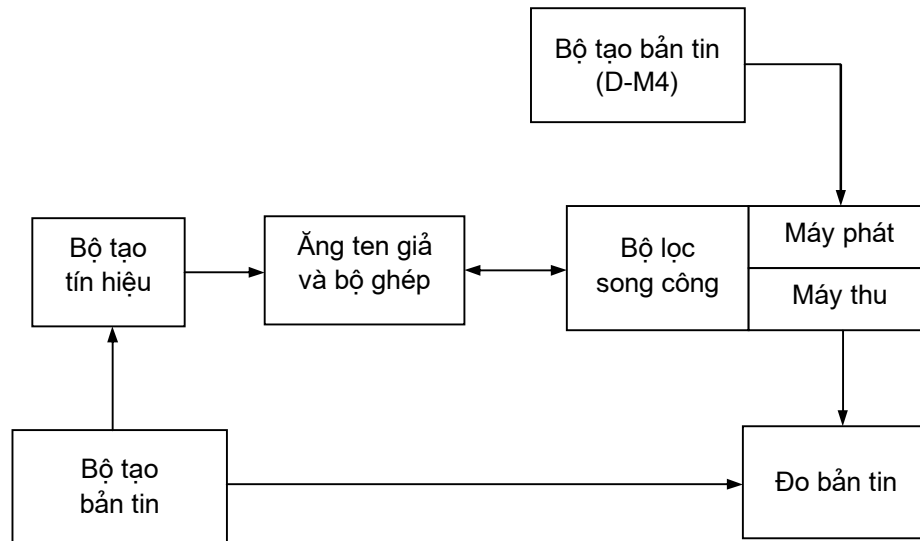 Bộ tạo bản tin
(D-M4)
Bộ tạo
tín hiệu
Ăng ten giả
và bộ ghép
Bộ lọc
song công
Máy phát
Máy thu
Bộ tạo
bản tin
Đo bản tin